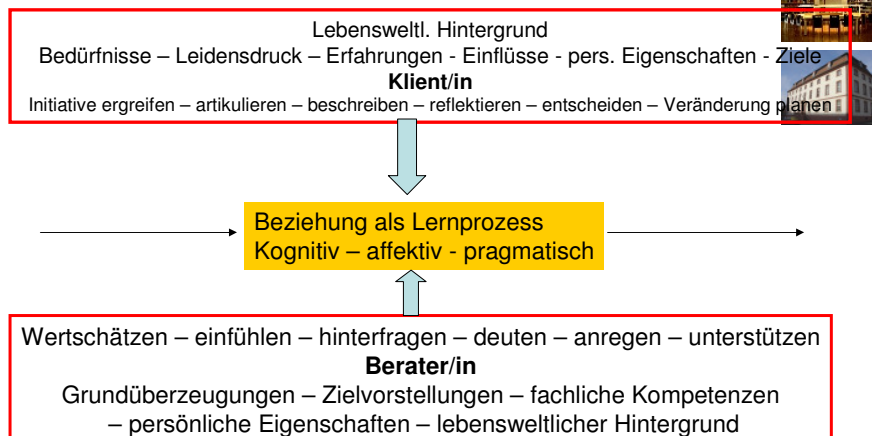 Lebensweltl. Hintergrund
Bedürfnisse – Leidensdruck – Erfahrungen - Einflüsse - pers. Eigenschaften - Ziele
Klient/in
Initiative ergreifen – artikulieren – beschreiben – reflektieren – entscheiden – Veränderung planen
Beziehung als Lernprozess
Kognitiv – affektiv - pragmatisch
Wertschätzen – einfühlen – hinterfragen – deuten – anregen – unterstützen
Berater/in
Grundüberzeugungen – Zielvorstellungen – fachliche Kompetenzen
– persönliche Eigenschaften – lebensweltlicher Hintergrund